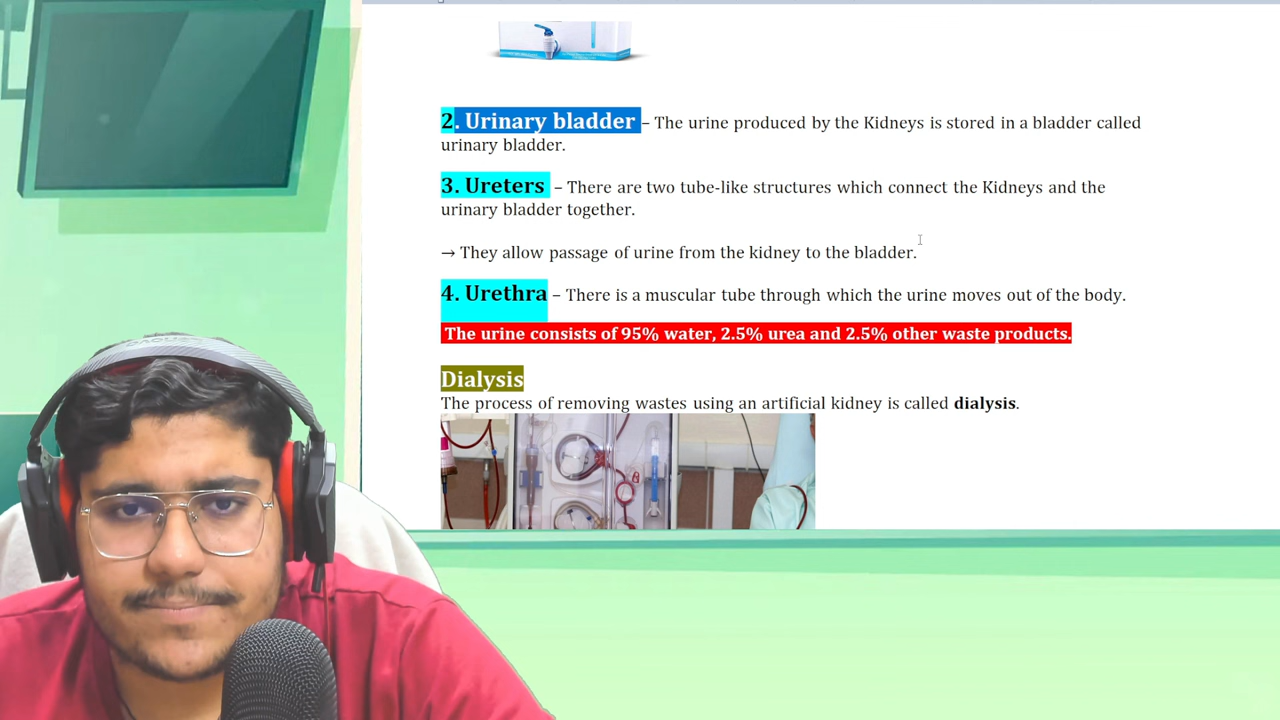 2. Urinary bladder – The urine produced by the Kidneys is stored in a bladder called
urinary bladder.
3. Ureters – There are two tube-like structures which connect the Kidneys and the
urinary bladder together.
→ They allow passage of urine from the kidney to the bladder.
4. Urethra – There is a muscular tube through which the urine moves out of the body.
The urine consists of 95% water, 2.5% urea and 2.5% other waste products.
Dialysis
The process of removing wastes using an artificial kidney is called dialysis.